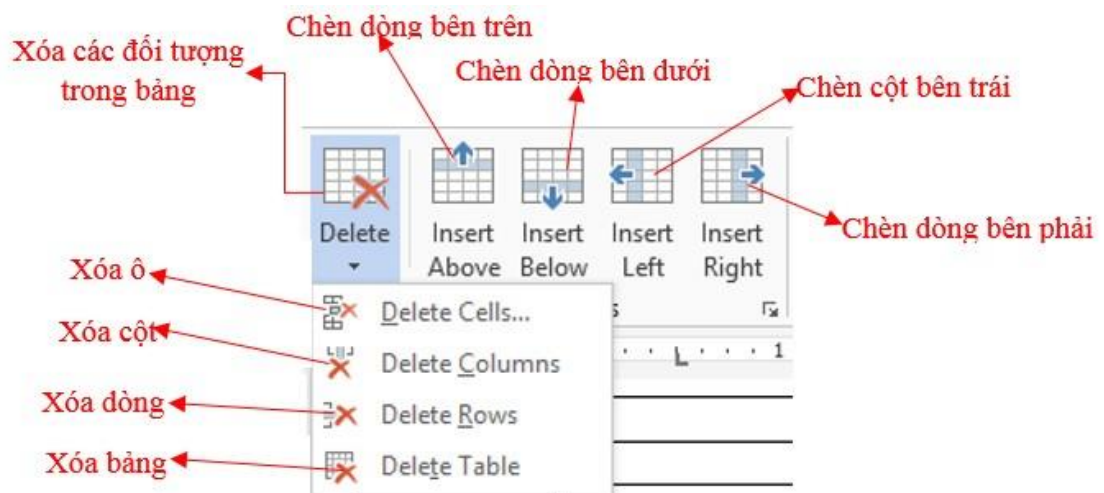 Chèn dòng bên trên
Xóa các đối tượng
trong bảng
Chèn dòng bên dưới
Chèn cột bên trái
Chèn dòng bên phải
Delete
Insert
Above
Insert
Below
Insert
Left
Insert
Right
Xóa ô
Delete Cells...
s
1
Xóa cột
Delete Columns
Xóa dòng
Delete Rows
Xóa bảng
Delete Table